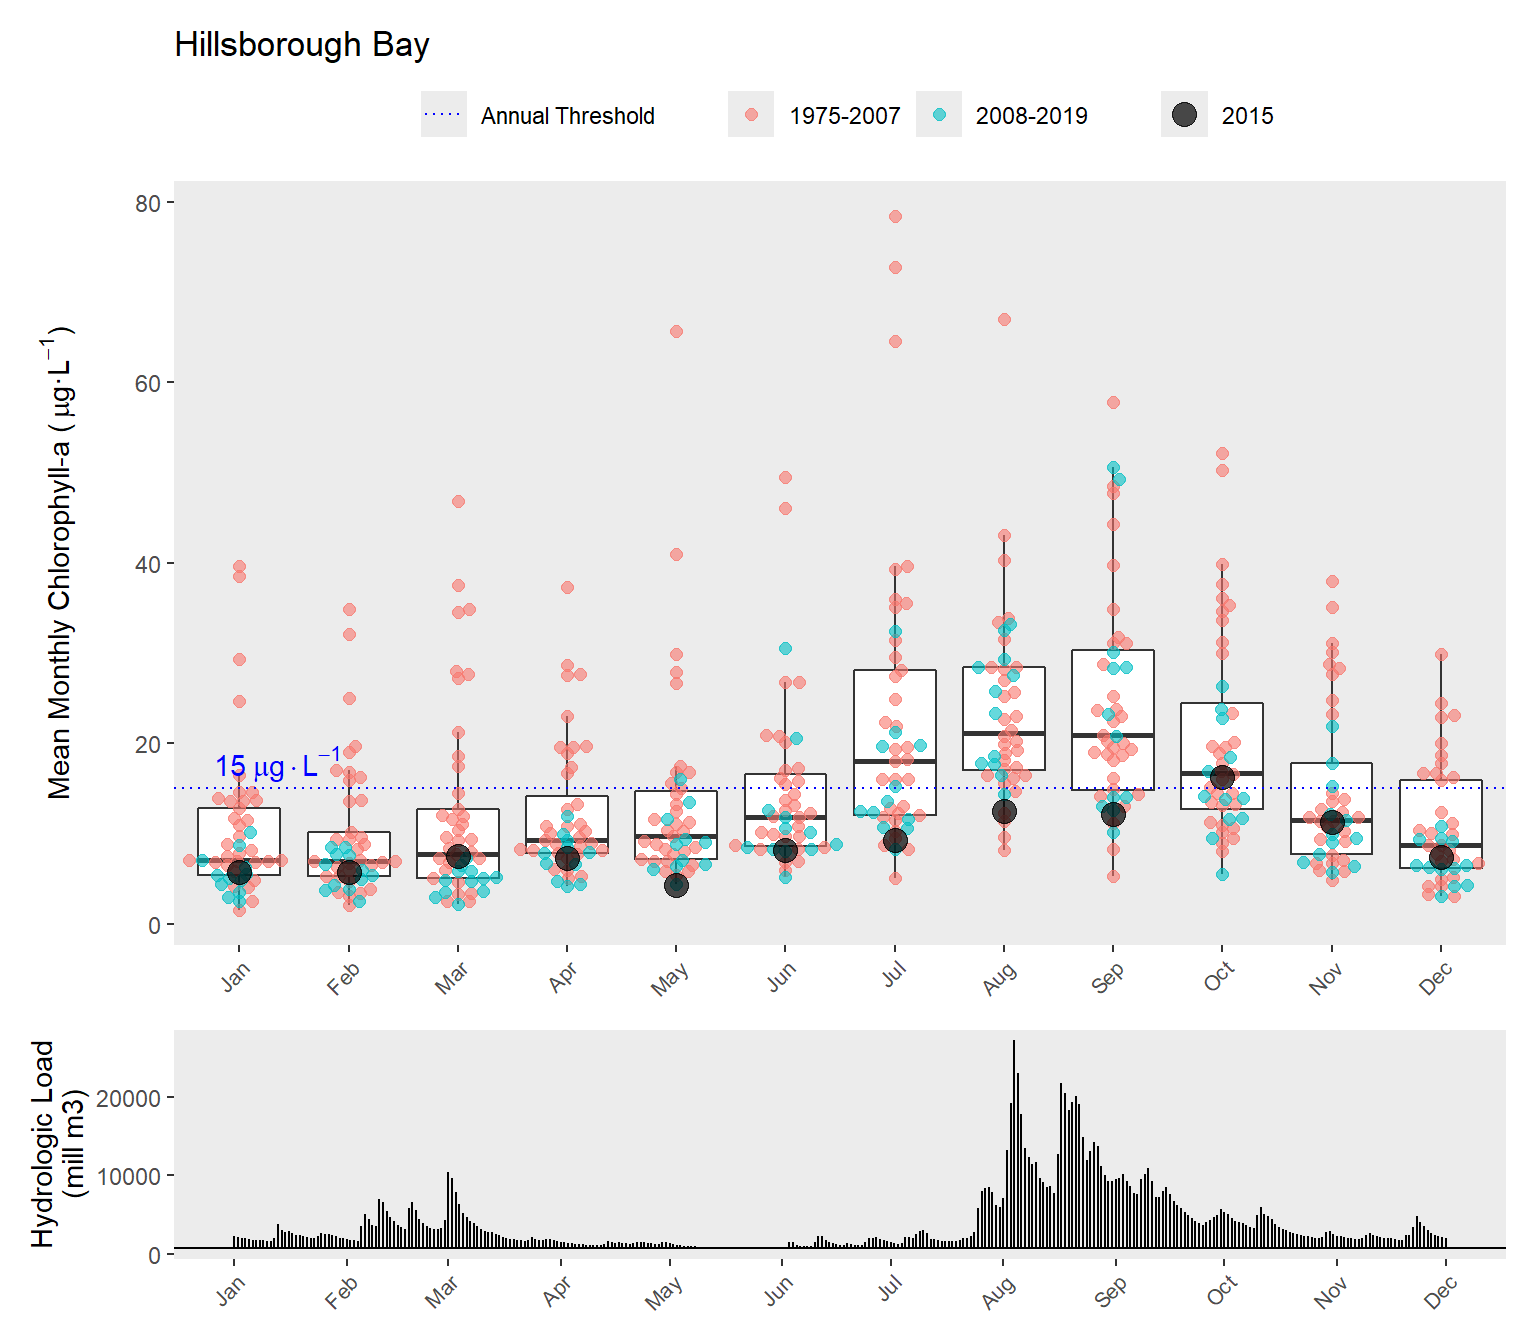 Hillsborough Bay
Annual Threshold
1975-2007
2008-2019
2015
Mean Monthly Chlorophyll-a ( μg·L⁻¹)
80
60
40
20
0
15 μg·L⁻¹
Jan
Feb
Mar
Apr
May
Jun
Jul
Aug
Sep
Oct
Nov
Dec
Hydrologic Load
(mill m3)
20000
10000
0
Jan
Feb
Mar
Apr
May
Jun
Jul
Aug
Sep
Oct
Nov
Dec